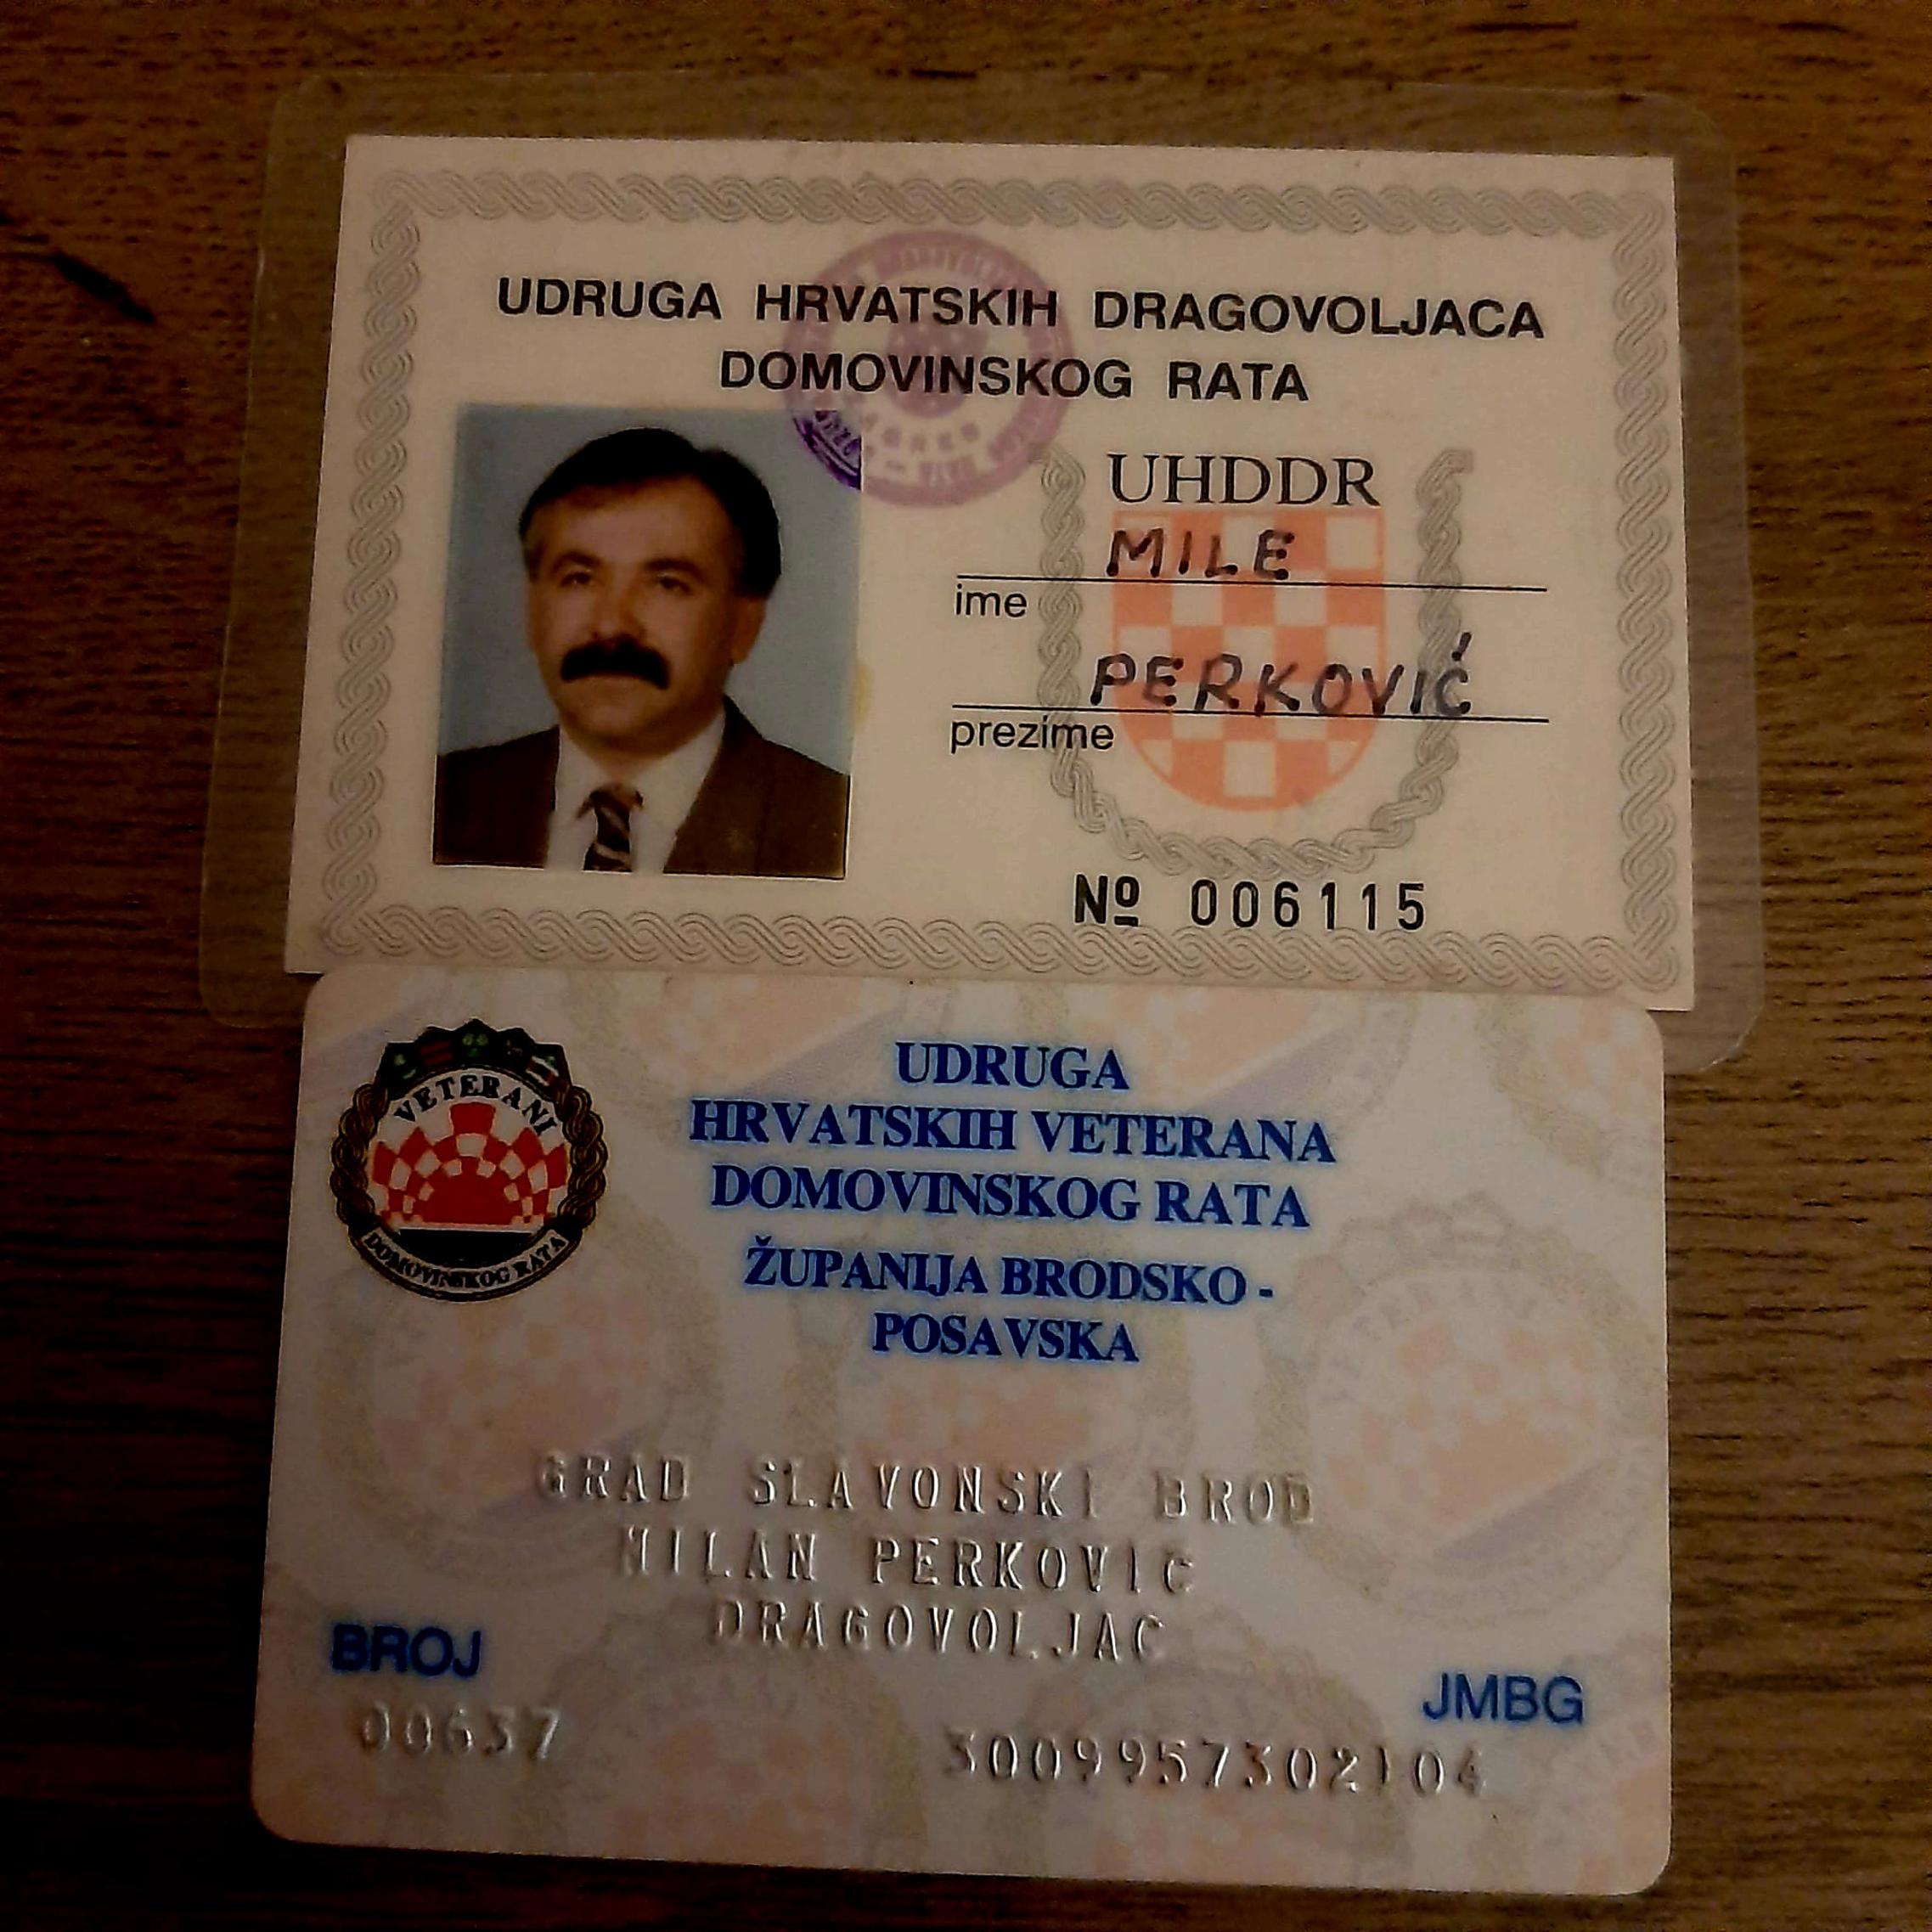 UDRUGA HRVATSKIH DRAGOVOLJACA
DOMOVINSKOG RATA
UHDDR
MILE
ime
PERKOVIĆ
prezime
Nº 006115
VETERANI
DOMOVINSKOG RATA
UDRUGA
HRVATSKIH VETERANA
DOMOVINSKOG RATA
ŽUPANIJA BRODSKO -
POSAVSKA
GRAD SLAVONSKI BROD
MILAN PERKOVIC
DRAGOVOLJAC
BROJ
JMBG
00637
3009957302104